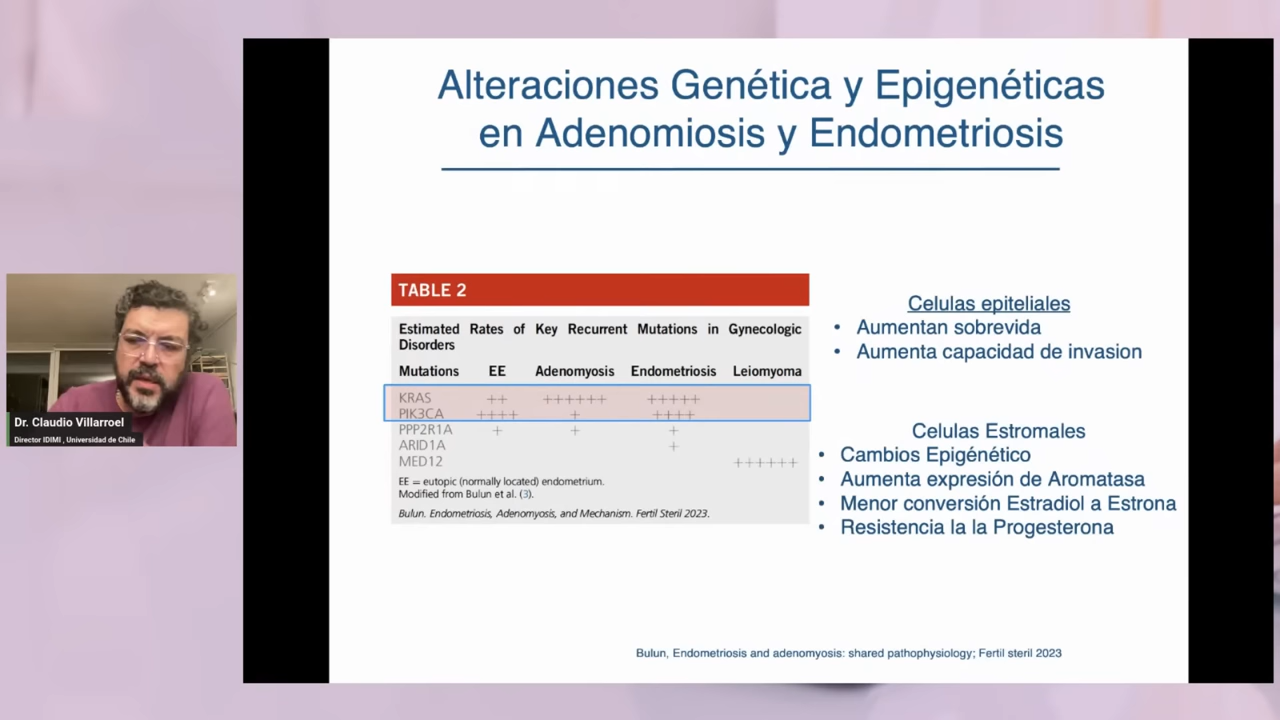 Alteraciones Genética y Epigenéticas
en Adenomiosis y Endometriosis
TABLE 2
Estimated Rates of Key Recurrent Mutations in Gynecologic
Disorders
Mutations EE Adenomyosis Endometriosis Leiomyoma
KRAS ++ ++++++ +++++
PIK3CA ++++ + ++++
PPP2R1A + + +
ARID1A +
MED12 ++++++
EE = eutopic (normally located) endometrium.
Modified from Bulun et al. (3).
Bulun. Endometriosis, Adenomyosis, and Mechanism. Fertil Steril 2023.
Celulas epiteliales
• Aumentan sobrevida
• Aumenta capacidad de invasion
Celulas Estromales
• Cambios Epigénético
• Aumenta expresión de Aromatasa
• Menor conversión Estradiol a Estrona
• Resistencia la la Progesterona
Bulun, Endometriosis and adenomyosis: shared pathophysiology; Fertil steril 2023
Dr. Claudio Villarroel
Director IDIMI , Universidad de Chile